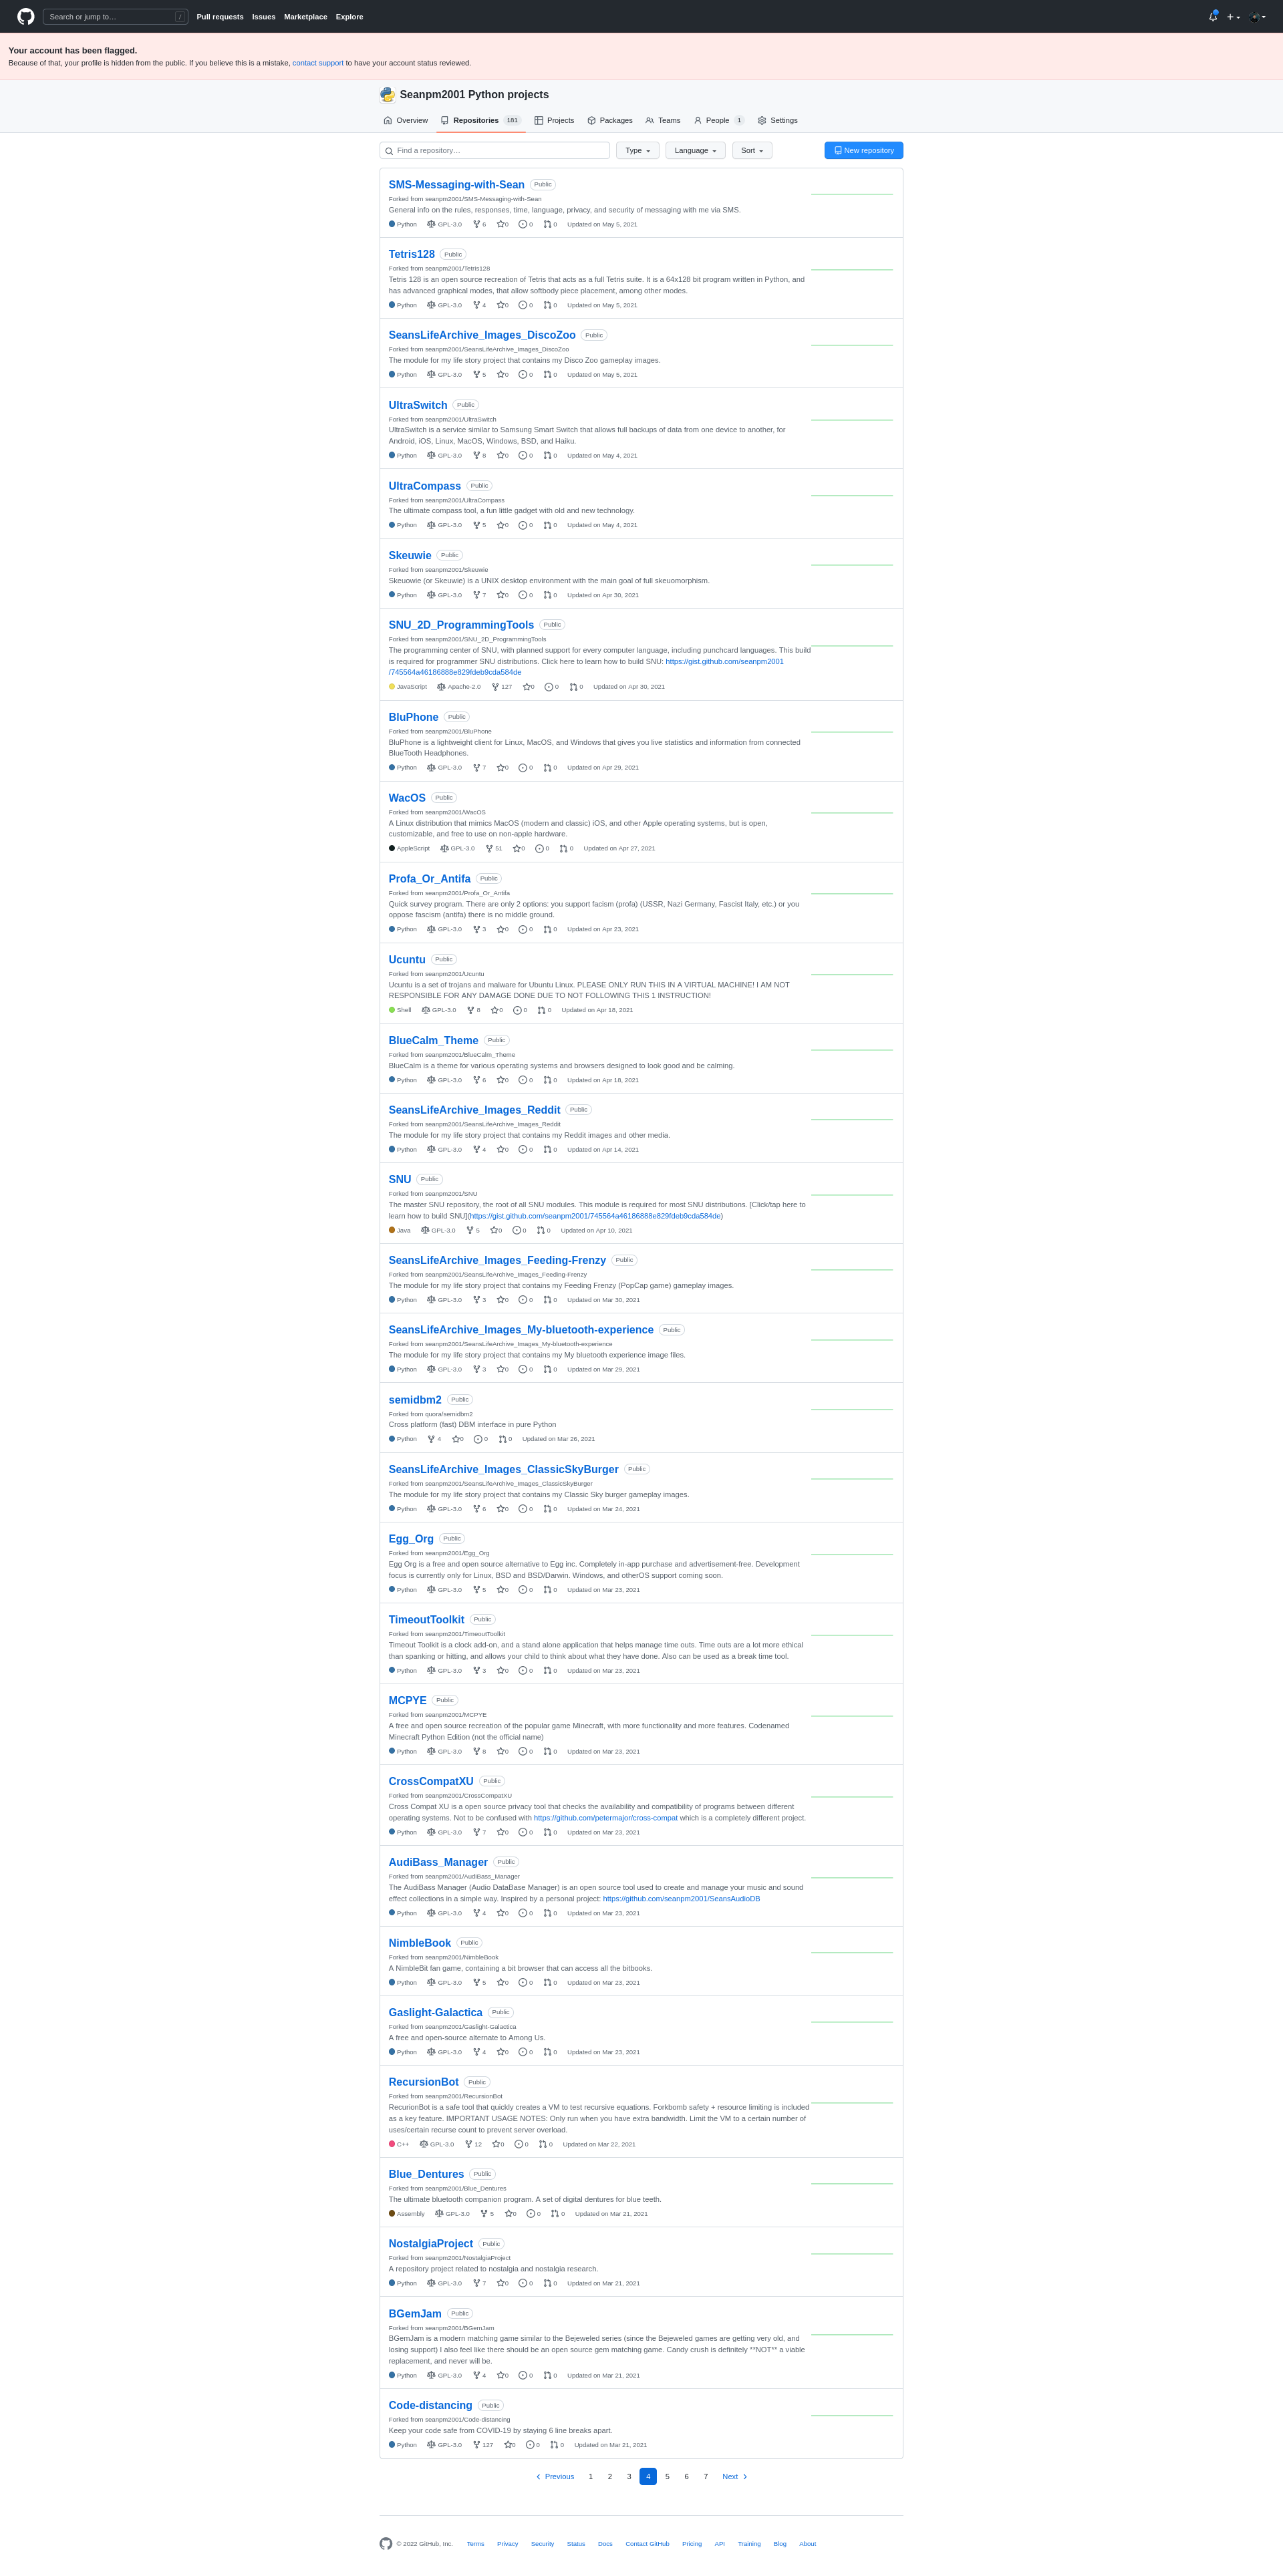 Search or jump to… /
Pull requests Issues Marketplace Explore
Your account has been flagged.
Because of that, your profile is hidden from the public. If you believe this is a mistake, contact support to have your account status reviewed.
Seanpm2001 Python projects
Overview Repositories 181 Projects Packages Teams People 1 Settings
Find a repository… Type Language Sort New repository
SMS-Messaging-with-Sean Public
Forked from seanpm2001/SMS-Messaging-with-Sean
General info on the rules, responses, time, language, privacy, and security of messaging with me via SMS.
Python GPL-3.0 6 0 0 0 Updated on May 5, 2021
Tetris128 Public
Forked from seanpm2001/Tetris128
Tetris 128 is an open source recreation of Tetris that acts as a full Tetris suite. It is a 64x128 bit program written in Python, and
has advanced graphical modes, that allow softbody piece placement, among other modes.
Python GPL-3.0 4 0 0 0 Updated on May 5, 2021
SeansLifeArchive_Images_DiscoZoo Public
Forked from seanpm2001/SeansLifeArchive_Images_DiscoZoo
The module for my life story project that contains my Disco Zoo gameplay images.
Python GPL-3.0 5 0 0 0 Updated on May 5, 2021
UltraSwitch Public
Forked from seanpm2001/UltraSwitch
UltraSwitch is a service similar to Samsung Smart Switch that allows full backups of data from one device to another, for
Android, iOS, Linux, MacOS, Windows, BSD, and Haiku.
Python GPL-3.0 8 0 0 0 Updated on May 4, 2021
UltraCompass Public
Forked from seanpm2001/UltraCompass
The ultimate compass tool, a fun little gadget with old and new technology.
Python GPL-3.0 5 0 0 0 Updated on May 4, 2021
Skeuwie Public
Forked from seanpm2001/Skeuwie
Skeuowie (or Skeuwie) is a UNIX desktop environment with the main goal of full skeuomorphism.
Python GPL-3.0 7 0 0 0 Updated on Apr 30, 2021
SNU_2D_ProgrammingTools Public
Forked from seanpm2001/SNU_2D_ProgrammingTools
The programming center of SNU, with planned support for every computer language, including punchcard languages. This build
is required for programmer SNU distributions. Click here to learn how to build SNU: https://gist.github.com/seanpm2001
/745564a46186888e829fdeb9cda584de
JavaScript Apache-2.0 127 0 0 0 Updated on Apr 30, 2021
BluPhone Public
Forked from seanpm2001/BluPhone
BluPhone is a lightweight client for Linux, MacOS, and Windows that gives you live statistics and information from connected
BlueTooth Headphones.
Python GPL-3.0 7 0 0 0 Updated on Apr 29, 2021
WacOS Public
Forked from seanpm2001/WacOS
A Linux distribution that mimics MacOS (modern and classic) iOS, and other Apple operating systems, but is open,
customizable, and free to use on non-apple hardware.
AppleScript GPL-3.0 51 0 0 0 Updated on Apr 27, 2021
Profa_Or_Antifa Public
Forked from seanpm2001/Profa_Or_Antifa
Quick survey program. There are only 2 options: you support facism (profa) (USSR, Nazi Germany, Fascist Italy, etc.) or you
oppose fascism (antifa) there is no middle ground.
Python GPL-3.0 3 0 0 0 Updated on Apr 23, 2021
Ucuntu Public
Forked from seanpm2001/Ucuntu
Ucuntu is a set of trojans and malware for Ubuntu Linux. PLEASE ONLY RUN THIS IN A VIRTUAL MACHINE! I AM NOT
RESPONSIBLE FOR ANY DAMAGE DONE DUE TO NOT FOLLOWING THIS 1 INSTRUCTION!
Shell GPL-3.0 8 0 0 0 Updated on Apr 18, 2021
BlueCalm_Theme Public
Forked from seanpm2001/BlueCalm_Theme
BlueCalm is a theme for various operating systems and browsers designed to look good and be calming.
Python GPL-3.0 6 0 0 0 Updated on Apr 18, 2021
SeansLifeArchive_Images_Reddit Public
Forked from seanpm2001/SeansLifeArchive_Images_Reddit
The module for my life story project that contains my Reddit images and other media.
Python GPL-3.0 4 0 0 0 Updated on Apr 14, 2021
SNU Public
Forked from seanpm2001/SNU
The master SNU repository, the root of all SNU modules. This module is required for most SNU distributions. [Click/tap here to
learn how to build SNU](https://gist.github.com/seanpm2001/745564a46186888e829fdeb9cda584de)
Java GPL-3.0 5 0 0 0 Updated on Apr 10, 2021
SeansLifeArchive_Images_Feeding-Frenzy Public
Forked from seanpm2001/SeansLifeArchive_Images_Feeding-Frenzy
The module for my life story project that contains my Feeding Frenzy (PopCap game) gameplay images.
Python GPL-3.0 3 0 0 0 Updated on Mar 30, 2021
SeansLifeArchive_Images_My-bluetooth-experience Public
Forked from seanpm2001/SeansLifeArchive_Images_My-bluetooth-experience
The module for my life story project that contains my My bluetooth experience image files.
Python GPL-3.0 3 0 0 0 Updated on Mar 29, 2021
semidbm2 Public
Forked from quora/semidbm2
Cross platform (fast) DBM interface in pure Python
Python 4 0 0 0 Updated on Mar 26, 2021
SeansLifeArchive_Images_ClassicSkyBurger Public
Forked from seanpm2001/SeansLifeArchive_Images_ClassicSkyBurger
The module for my life story project that contains my Classic Sky burger gameplay images.
Python GPL-3.0 6 0 0 0 Updated on Mar 24, 2021
Egg_Org Public
Forked from seanpm2001/Egg_Org
Egg Org is a free and open source alternative to Egg inc. Completely in-app purchase and advertisement-free. Development
focus is currently only for Linux, BSD and BSD/Darwin. Windows, and otherOS support coming soon.
Python GPL-3.0 5 0 0 0 Updated on Mar 23, 2021
TimeoutToolkit Public
Forked from seanpm2001/TimeoutToolkit
Timeout Toolkit is a clock add-on, and a stand alone application that helps manage time outs. Time outs are a lot more ethical
than spanking or hitting, and allows your child to think about what they have done. Also can be used as a break time tool.
Python GPL-3.0 3 0 0 0 Updated on Mar 23, 2021
MCPYE Public
Forked from seanpm2001/MCPYE
A free and open source recreation of the popular game Minecraft, with more functionality and more features. Codenamed
Minecraft Python Edition (not the official name)
Python GPL-3.0 8 0 0 0 Updated on Mar 23, 2021
CrossCompatXU Public
Forked from seanpm2001/CrossCompatXU
Cross Compat XU is a open source privacy tool that checks the availability and compatibility of programs between different
operating systems. Not to be confused with https://github.com/petermajor/cross-compat which is a completely different project.
Python GPL-3.0 7 0 0 0 Updated on Mar 23, 2021
AudiBass_Manager Public
Forked from seanpm2001/AudiBass_Manager
The AudiBass Manager (Audio DataBase Manager) is an open source tool used to create and manage your music and sound
effect collections in a simple way. Inspired by a personal project: https://github.com/seanpm2001/SeansAudioDB
Python GPL-3.0 4 0 0 0 Updated on Mar 23, 2021
NimbleBook Public
Forked from seanpm2001/NimbleBook
A NimbleBit fan game, containing a bit browser that can access all the bitbooks.
Python GPL-3.0 5 0 0 0 Updated on Mar 23, 2021
Gaslight-Galactica Public
Forked from seanpm2001/Gaslight-Galactica
A free and open-source alternate to Among Us.
Python GPL-3.0 4 0 0 0 Updated on Mar 23, 2021
RecursionBot Public
Forked from seanpm2001/RecursionBot
RecurionBot is a safe tool that quickly creates a VM to test recursive equations. Forkbomb safety + resource limiting is included
as a key feature. IMPORTANT USAGE NOTES: Only run when you have extra bandwidth. Limit the VM to a certain number of
uses/certain recurse count to prevent server overload.
C++ GPL-3.0 12 0 0 0 Updated on Mar 22, 2021
Blue_Dentures Public
Forked from seanpm2001/Blue_Dentures
The ultimate bluetooth companion program. A set of digital dentures for blue teeth.
Assembly GPL-3.0 5 0 0 0 Updated on Mar 21, 2021
NostalgiaProject Public
Forked from seanpm2001/NostalgiaProject
A repository project related to nostalgia and nostalgia research.
Python GPL-3.0 7 0 0 0 Updated on Mar 21, 2021
BGemJam Public
Forked from seanpm2001/BGemJam
BGemJam is a modern matching game similar to the Bejeweled series (since the Bejeweled games are getting very old, and
losing support) I also feel like there should be an open source gem matching game. Candy crush is definitely **NOT** a viable
replacement, and never will be.
Python GPL-3.0 4 0 0 0 Updated on Mar 21, 2021
Code-distancing Public
Forked from seanpm2001/Code-distancing
Keep your code safe from COVID-19 by staying 6 line breaks apart.
Python GPL-3.0 127 0 0 0 Updated on Mar 21, 2021
Previous 1 2 3 4 5 6 7 Next
© 2022 GitHub, Inc. Terms Privacy Security Status Docs Contact GitHub Pricing API Training Blog About